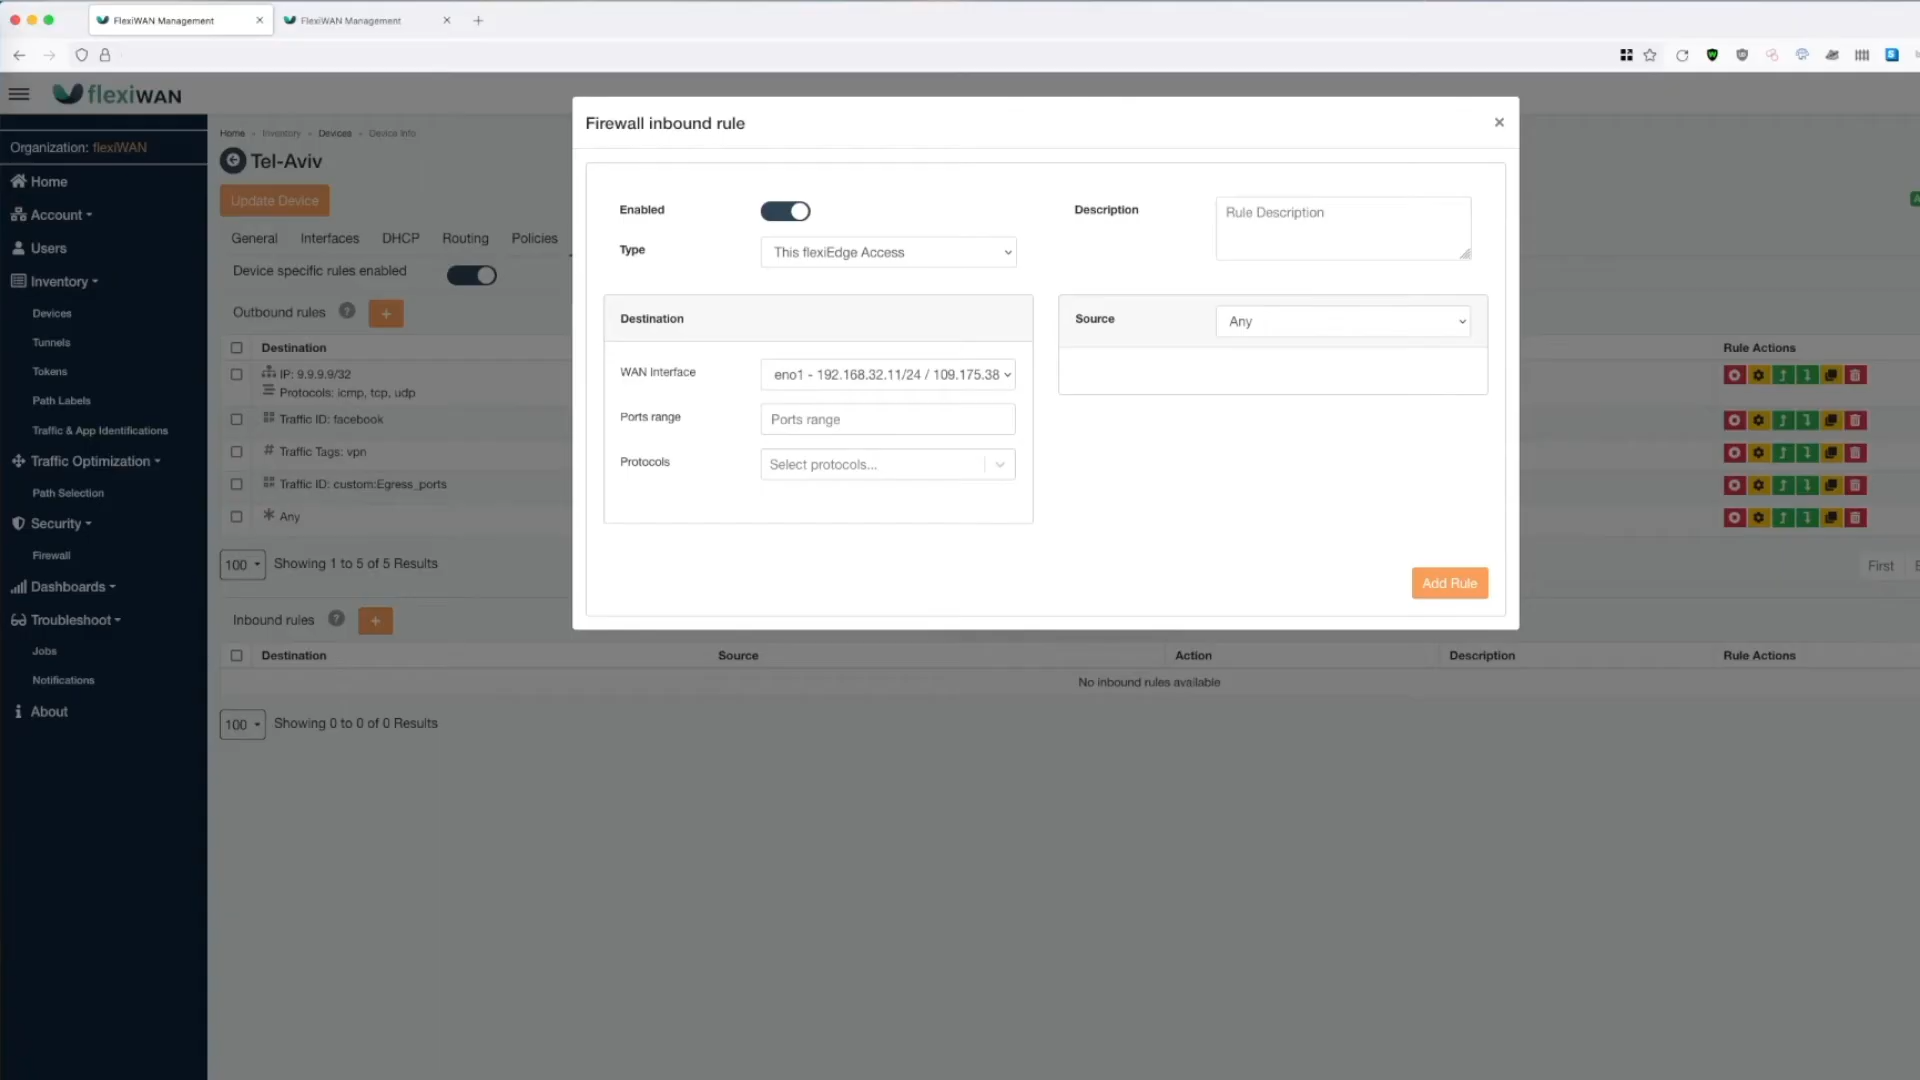 FlexiWAN Management
FlexiWAN Management
flexiWAN
Organization: flexiWAN
Home
Account
Users
Inventory
Devices
Tunnels
Tokens
Path Labels
Traffic & App Identifications
Traffic Optimization
Path Selection
Security
Firewall
Dashboards
Troubleshoot
Jobs
Notifications
About
Home
Inventory
Devices
Device Info
Tel-Aviv
Update Device
General
Interfaces
DHCP
Routing
Policies
Device specific rules enabled
Outbound rules ? +
Destination
Rule Actions
IP: 9.9.9.9/32
Protocols: icmp, tcp, udp
Traffic ID: facebook
# Traffic Tags: vpn
Traffic ID: custom:Egress_ports
* Any
100
Showing 1 to 5 of 5 Results
First
Inbound rules ? +
Destination
Source
Action
Description
Rule Actions
No inbound rules available
100
Showing 0 to 0 of 0 Results
Firewall inbound rule
×
Enabled
Description
Rule Description
Type
This flexiEdge Access
Destination
WAN Interface
eno1 - 192.168.32.11/24 / 109.175.38
Ports range
Ports range
Protocols
Select protocols...
Source
Any
Add Rule